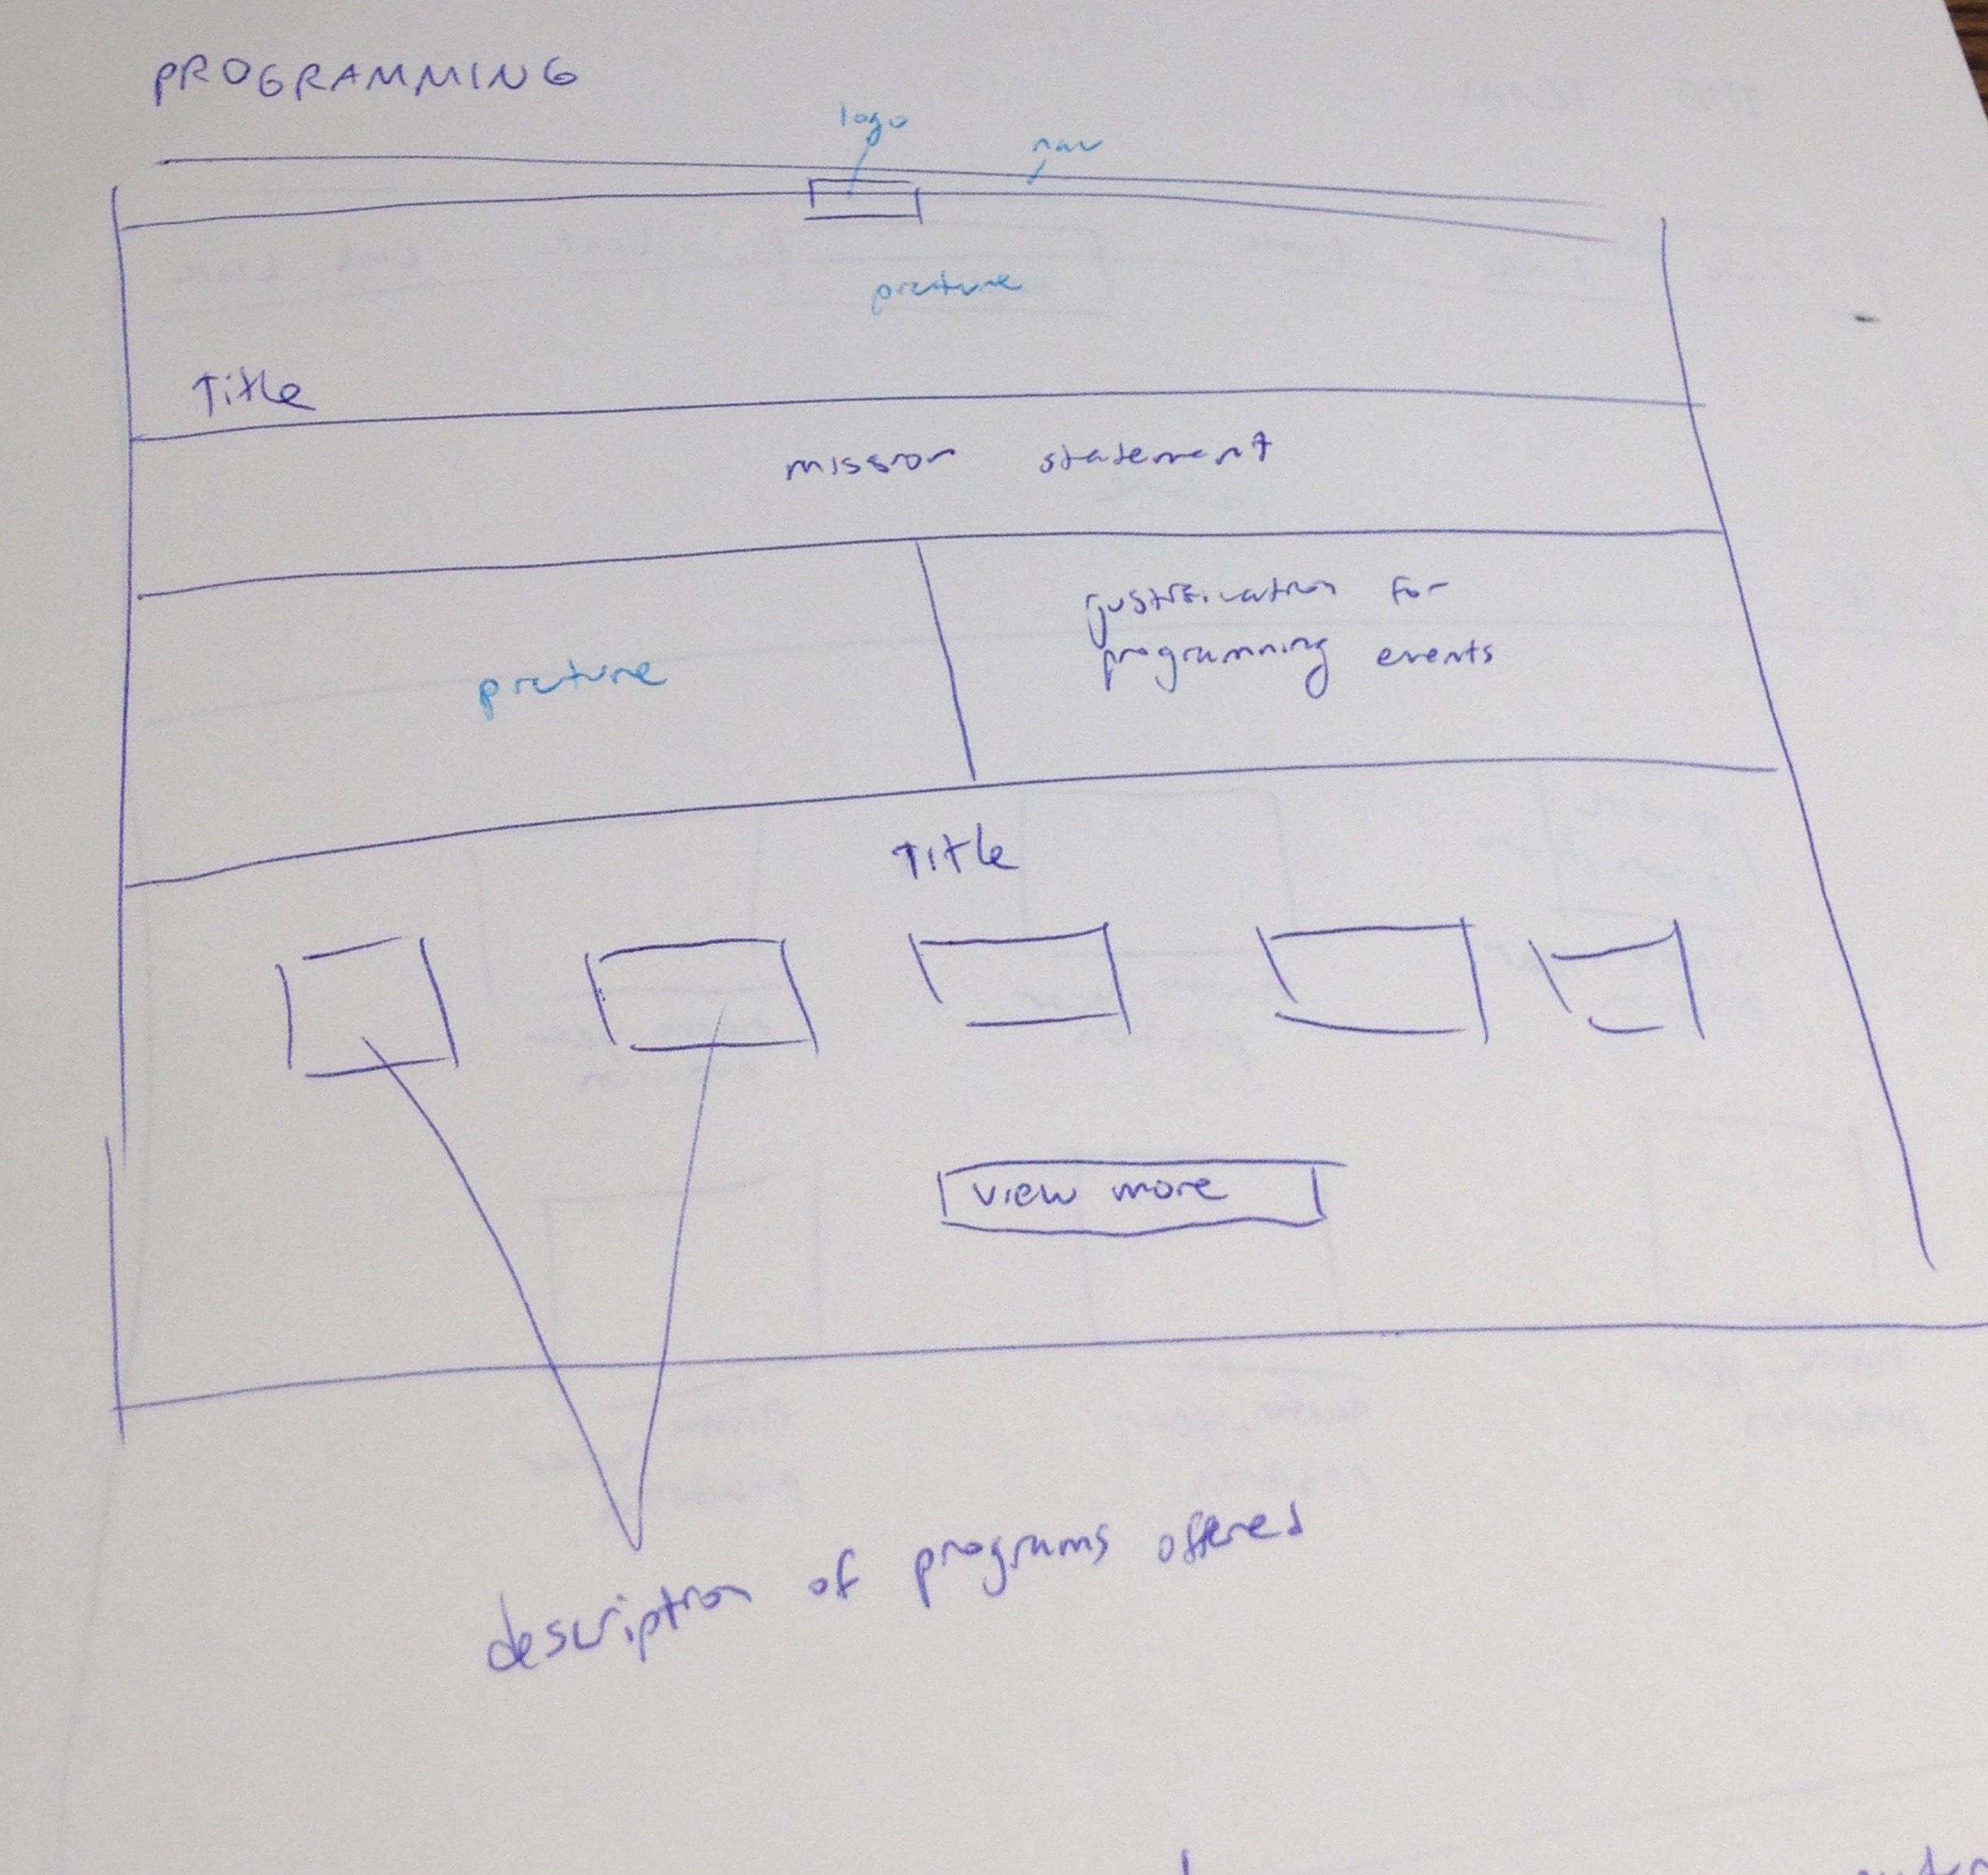 PROGRAMMING
logo
nav
picture
Title
mission statement
justification for
programming events
picture
Title
view more
description of programs offered